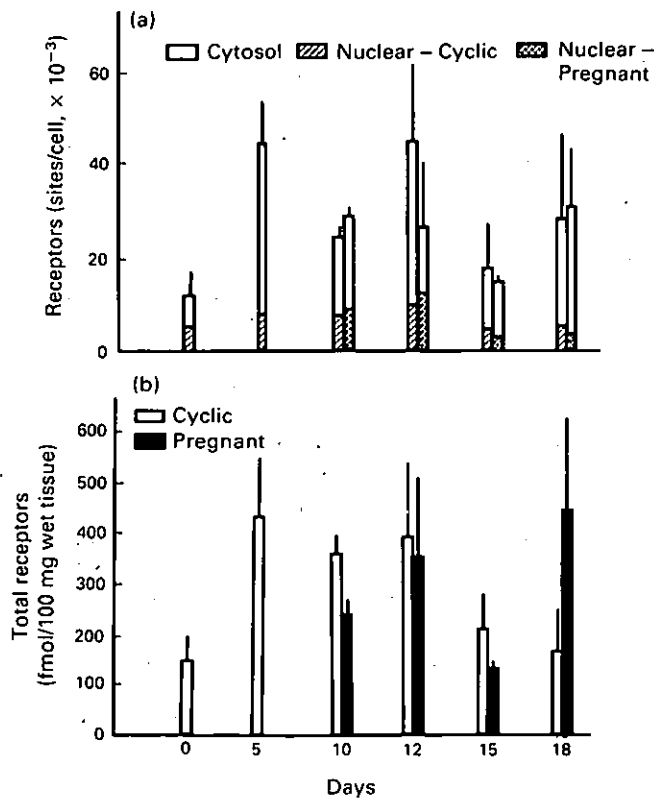 (a)
Cytosol Nuclear – Cyclic Nuclear –
Pregnant
Receptors (sites/cell, × 10⁻³)
60
40
20
0
(b)
Cyclic
Pregnant
Total receptors
(fmol/100 mg wet tissue)
600
500
400
300
200
100
0
0 5 10 12 15 18
Days